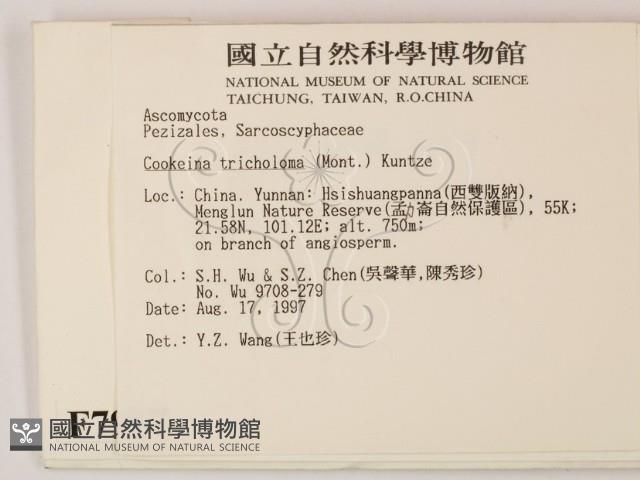 國立自然科學博物館
NATIONAL MUSEUM OF NATURAL SCIENCE
TAICHUNG, TAIWAN, R.O.CHINA
Ascomycota
Pezizales, Sarcoscyphaceae
Cookeina tricholoma (Mont.) Kuntze
Loc.: China. Yunnan: Hsishuangpanna(西雙版納),
Menglun Nature Reserve(孟力崙自然保護區), 55K;
21.58N, 101.12E; alt. 750m;
on branch of angiosperm.
Col.: S.H. Wu & S.Z. Chen(吳聲華,陳秀珍)
No. Wu 9708-279
Date: Aug. 17, 1997
Det.: Y.Z. Wang(王也珍)
國立自然科學博物館
NATIONAL MUSEUM OF NATURAL SCIENCE